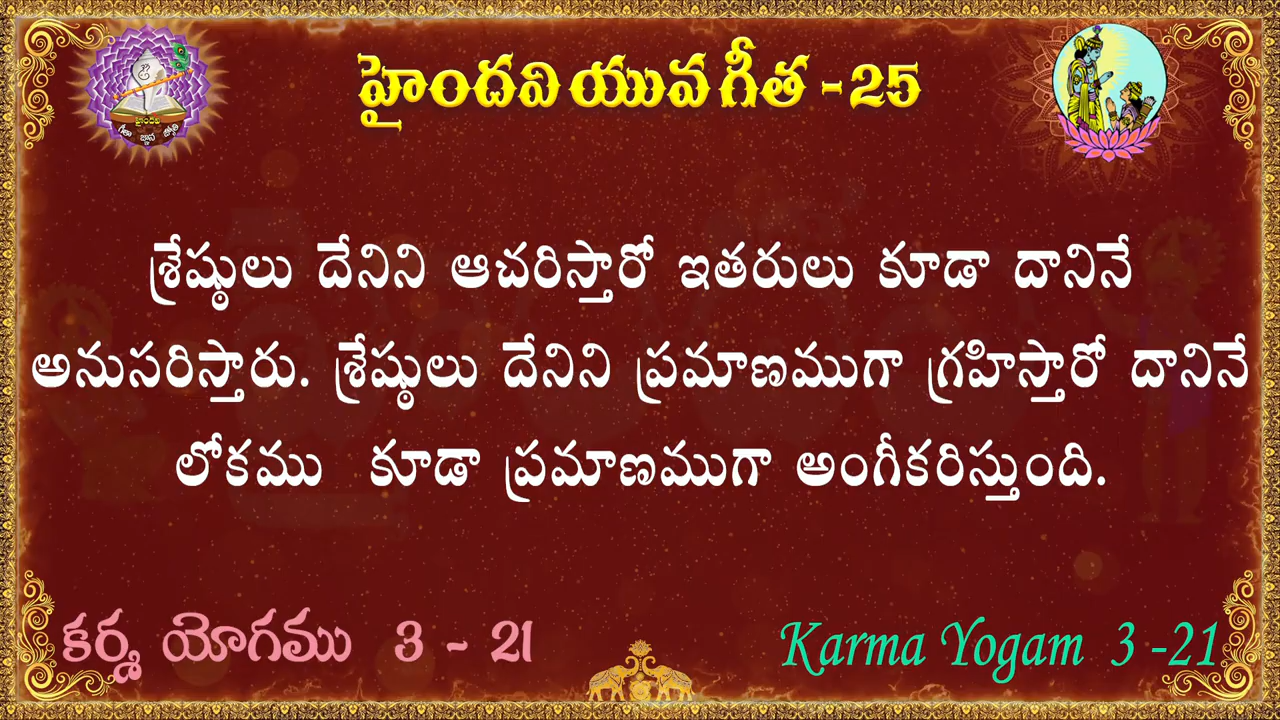 హైందవి యువ గీత - 25
హైందవి
గీతా జ్ఞాన జ్యోతి
శ్రేష్ఠులు దేనిని ఆచరిస్తారో ఇతరులు కూడా దానినే
అనుసరిస్తారు. శ్రేష్ఠులు దేనిని ప్రమాణముగా గ్రహిస్తారో దానినే
లోకము కూడా ప్రమాణముగా అంగీకరిస్తుంది.
కర్మ యోగము 3 - 21
Karma Yogam 3 -21